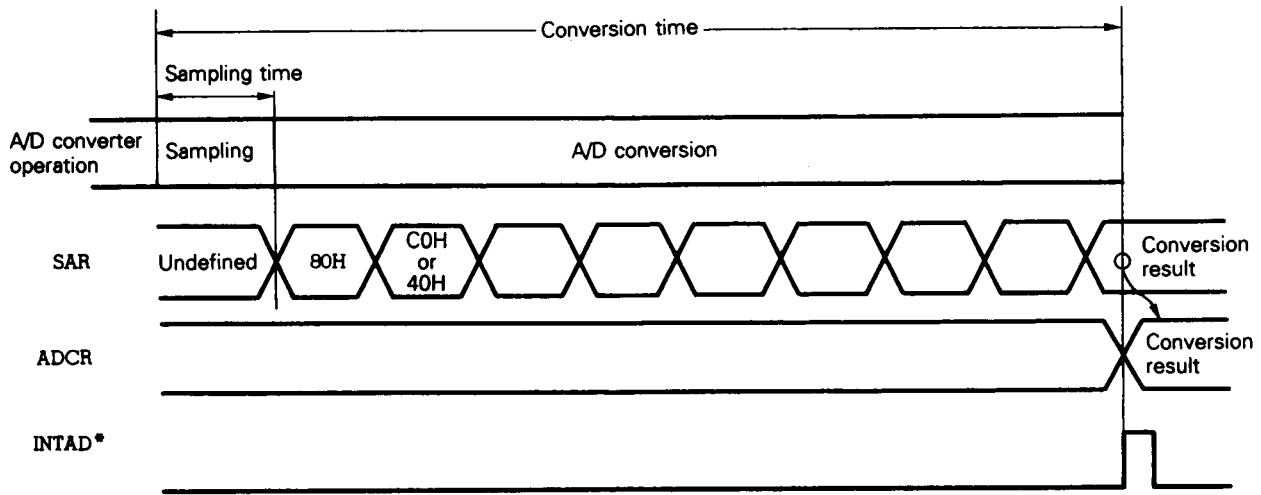 Conversion time
Sampling time
A/D converter
operation
Sampling
A/D conversion
SAR
Undefined
80H
C0H
or
40H
Conversion
result
ADCR
Conversion
result
INTAD*